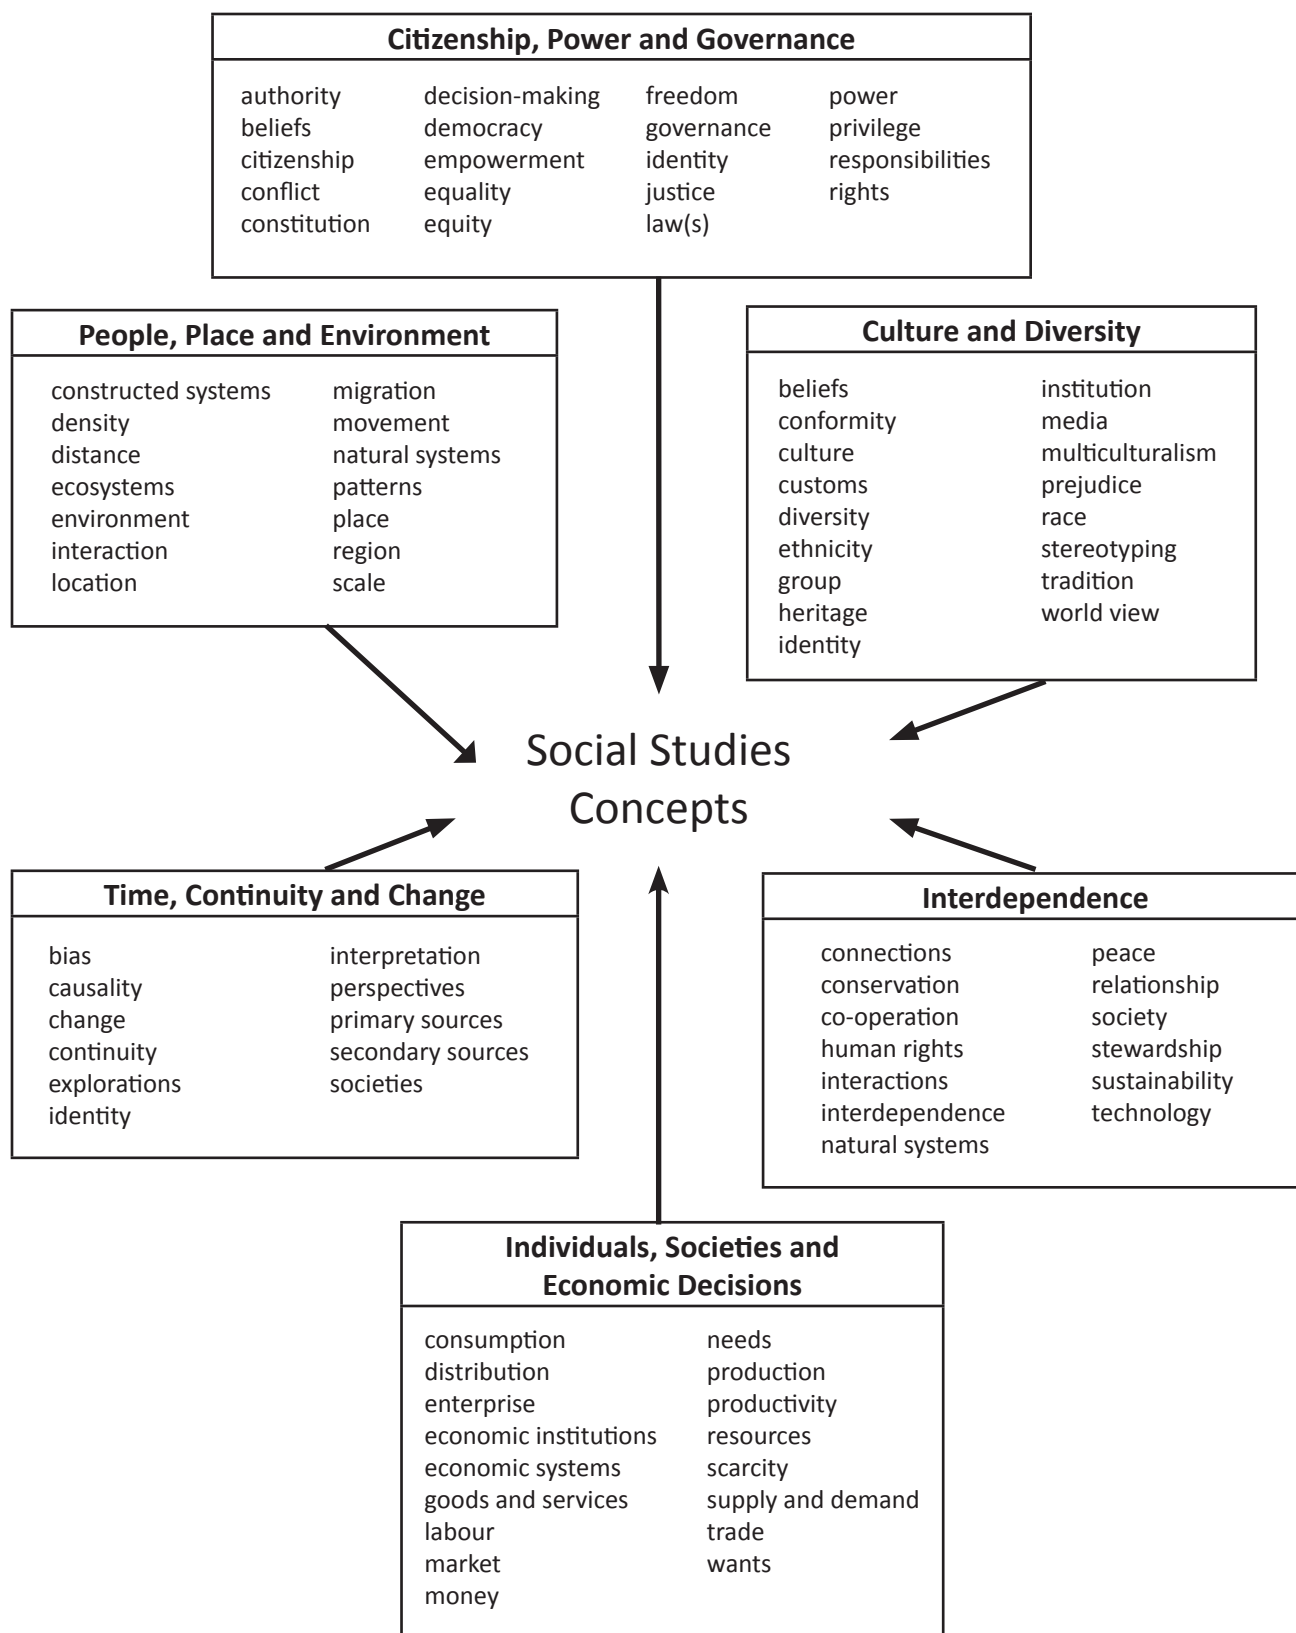 Citizenship, Power and Governance
authority
beliefs
citizenship
conflict
constitution
decision-making
democracy
empowerment
equality
equity
freedom
governance
identity
justice
law(s)
power
privilege
responsibilities
rights
People, Place and Environment
constructed systems
density
distance
ecosystems
environment
interaction
location
migration
movement
natural systems
patterns
place
region
scale
Culture and Diversity
beliefs
conformity
culture
customs
diversity
ethnicity
group
heritage
identity
institution
media
multiculturalism
prejudice
race
stereotyping
tradition
world view
Social Studies
Concepts
Time, Continuity and Change
bias
causality
change
continuity
explorations
identity
interpretation
perspectives
primary sources
secondary sources
societies
Interdependence
connections
conservation
co-operation
human rights
interactions
interdependence
natural systems
peace
relationship
society
stewardship
sustainability
technology
Individuals, Societies and
Economic Decisions
consumption
distribution
enterprise
economic institutions
economic systems
goods and services
labour
market
money
needs
production
productivity
resources
scarcity
supply and demand
trade
wants